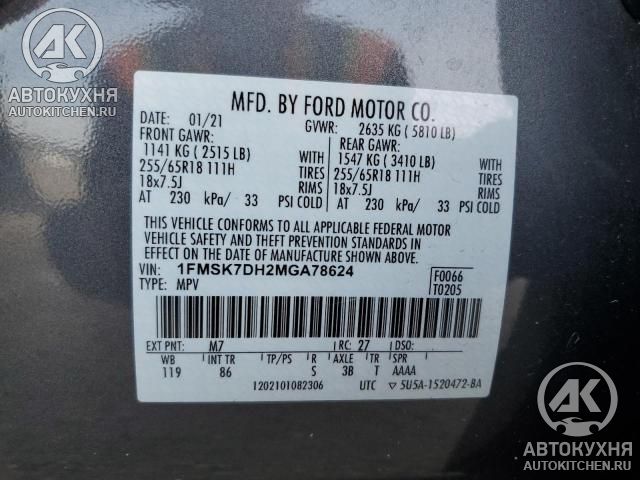 AK
АВТОКУХНЯ
AUTOKITCHEN.RU
MFD. BY FORD MOTOR CO.
DATE: 01/21 GVWR: 2635 KG ( 5810 LB)
FRONT GAWR: REAR GAWR:
1141 KG ( 2515 LB) WITH 1547 KG ( 3410 LB) WITH
255/65R18 111H TIRES 255/65R18 111H TIRES
18x7.5J RIMS 18x7.5J RIMS
AT 230 kPa/ 33 PSI COLD AT 230 kPa/ 33 PSI COLD
THIS VEHICLE CONFORMS TO ALL APPLICABLE FEDERAL MOTOR
VEHICLE SAFETY AND THEFT PREVENTION STANDARDS IN
EFFECT ON THE DATE OF MANUFACTURE SHOWN ABOVE.
VIN: 1FMSK7DH2MGA78624 F0066
TYPE: MPV T0205
EXT PNT: M7 RC: 27 DSO:
WB INT TR TP/PS R AXLE TR SPR
119 86 S 3B T AAAA
1202101082306 UTC ▽ 5U5A-1520472-BA
AK
АВТОКУХНЯ
AUTOKITCHEN.RU